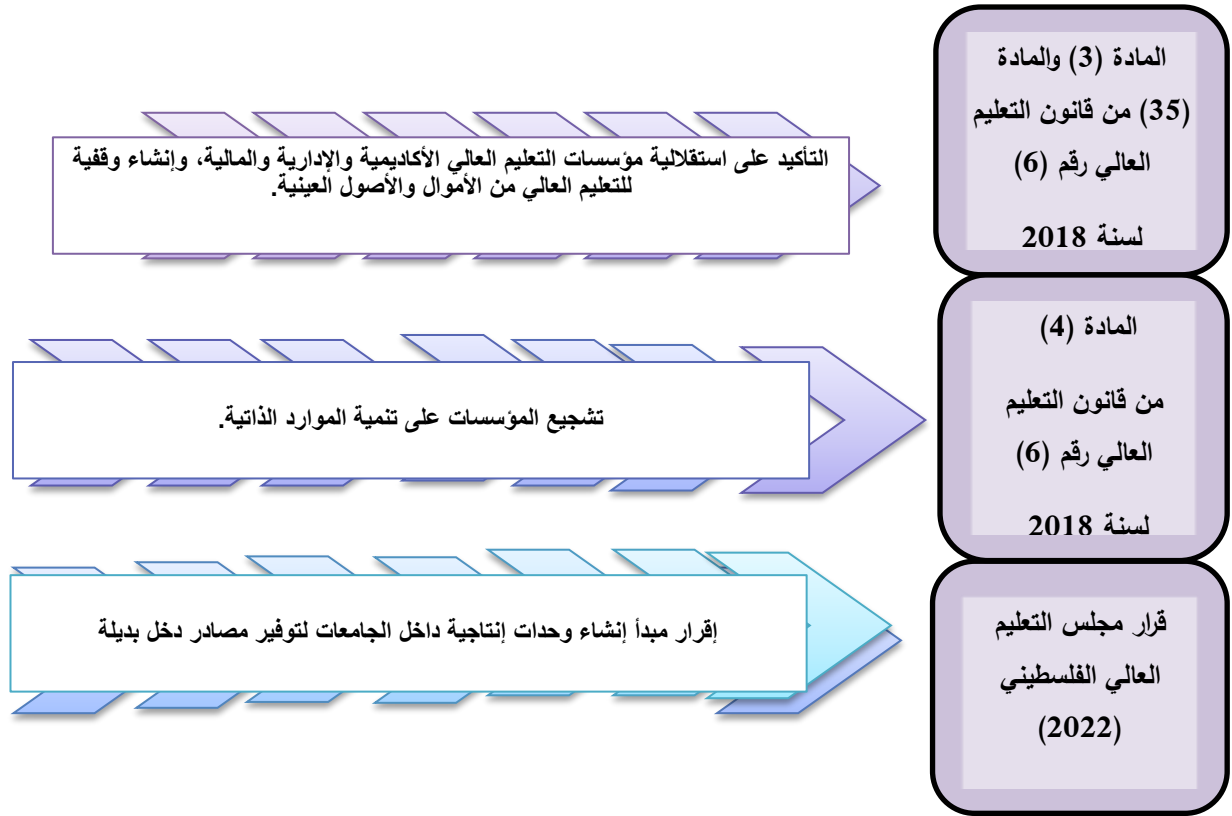 المادة (3) والمادة
(35) من قانون التعليم
العالي رقم (6)
لسنة 2018
التأكيد على استقلالية مؤسسات التعليم العالي الأكاديمية والإدارية والمالية، وإنشاء وقفية
للتعليم العالي من الأموال والأصول العينية.
المادة (4)
من قانون التعليم
العالي رقم (6)
لسنة 2018
تشجيع المؤسسات على تنمية الموارد الذاتية.
قرار مجلس التعليم
العالي الفلسطيني
(2022)
إقرار مبدأ إنشاء وحدات إنتاجية داخل الجامعات لتوفير مصادر دخل بديلة